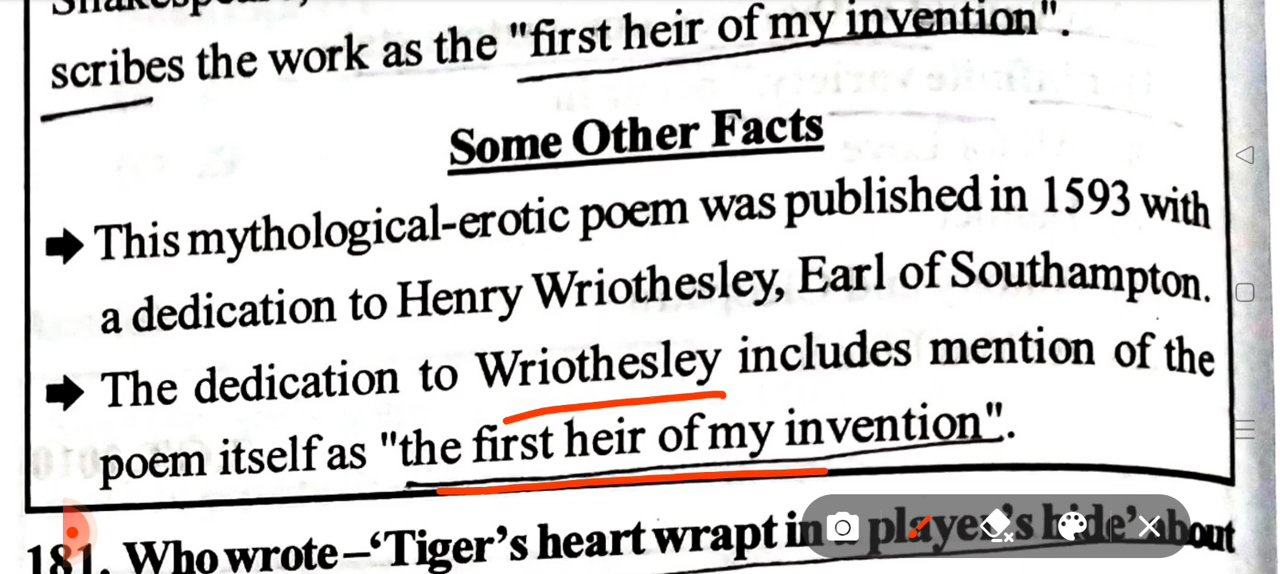 scribes the work as the "first heir of my invention".
Some Other Facts
➡ This mythological-erotic poem was published in 1593 with
a dedication to Henry Wriothesley, Earl of Southampton.
➡ The dedication to Wriothesley includes mention of the
poem itself as "the first heir of my invention".
181. Who wrote–‘Tiger’s heart wrapt in a player’s hide’ about